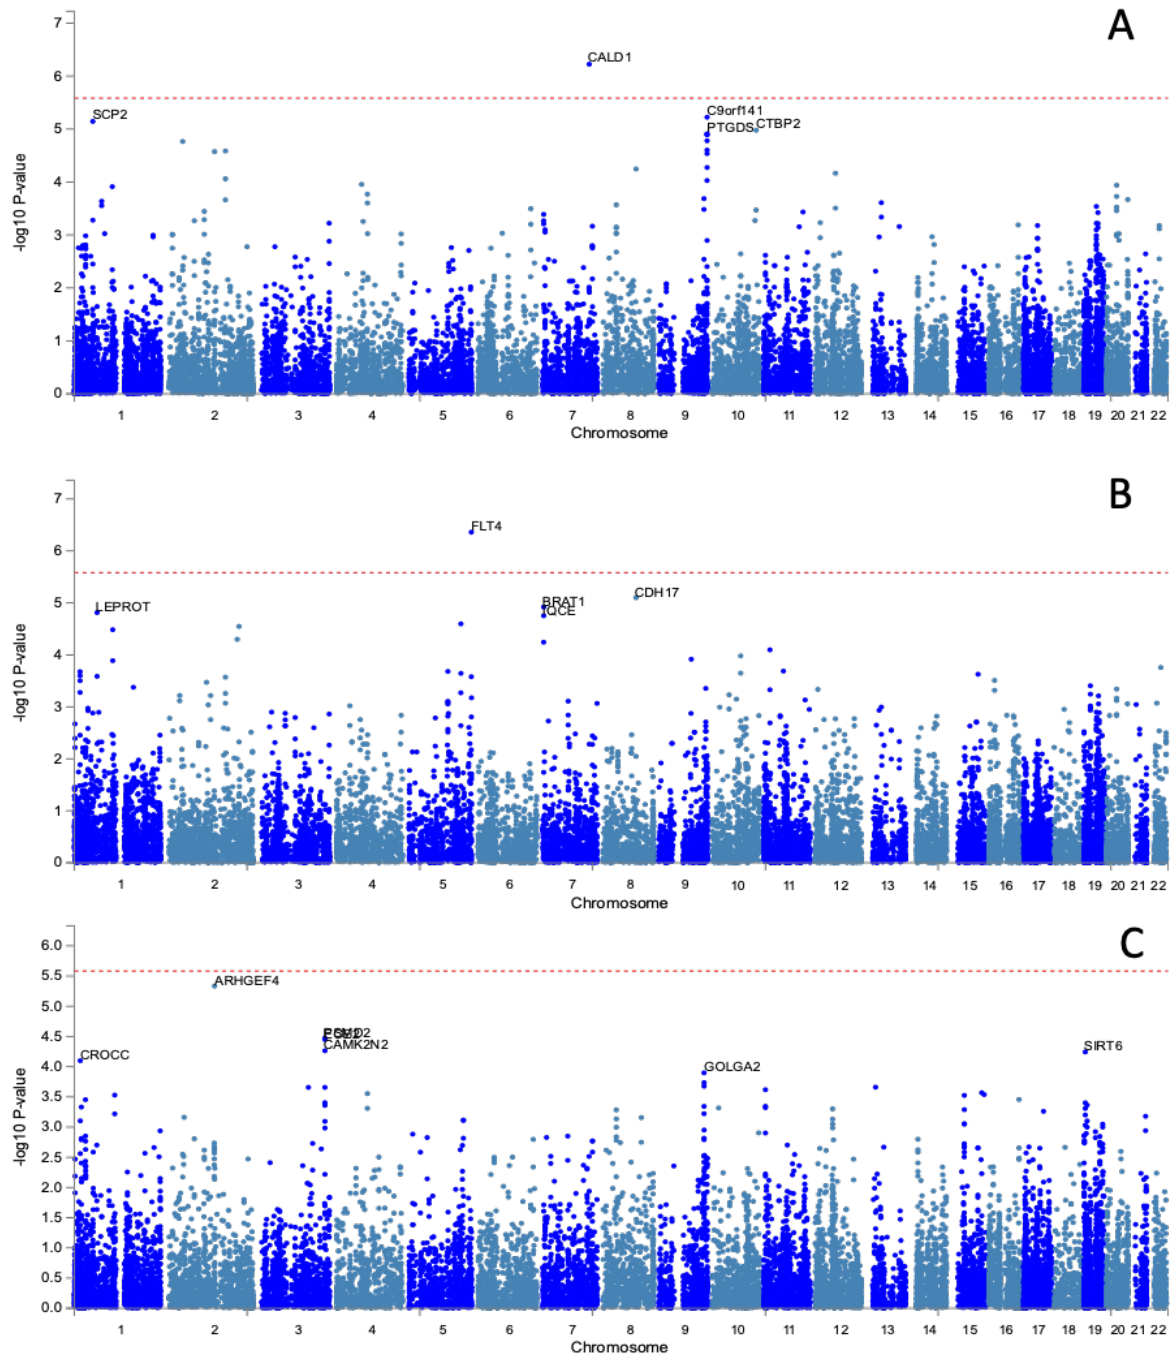 A
7
6
5
4
3
2
1
0
-log10 P-value
CALD1
SCP2
C9orf141
PTGDS
CTBP2
1 2 3 4 5 6 7 8 9 10 11 12 13 14 15 16 17 18 19 20 21 22
Chromosome
B
7
6
5
4
3
2
1
0
-log10 P-value
FLT4
LEPROT
BRAT1
IQCE
CDH17
1 2 3 4 5 6 7 8 9 10 11 12 13 14 15 16 17 18 19 20 21 22
Chromosome
C
6.0
5.5
5.0
4.5
4.0
3.5
3.0
2.5
2.0
1.5
1.0
0.5
0.0
-log10 P-value
ARHGEF4
CAMK2N2
CROCC
GOLGA2
SIRT6
1 2 3 4 5 6 7 8 9 10 11 12 13 14 15 16 17 18 19 20 21 22
Chromosome